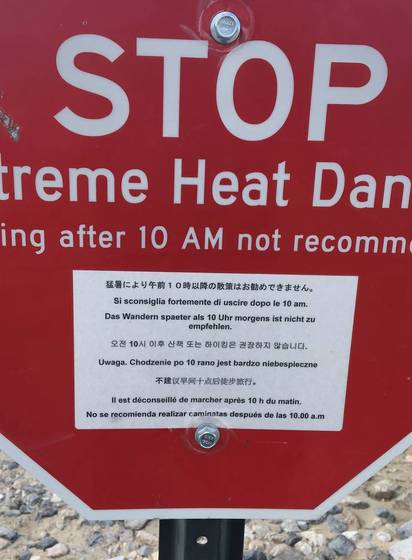 STOP
treme Heat Dan
ing after 10 AM not recomme
猛暑により午前１０時以降の散策はお勧めできません。
Si sconsiglia fortemente di uscire dopo le 10 am.
Das Wandern spaeter als 10 Uhr morgens ist nicht zu
empfehlen.
오전 10시 이후 산책 또는 하이킹은 권장하지 않습니다.
Uwaga. Chodzenie po 10 rano jest bardzo niebespieczne
不建议早间十点后徒步旅行。
Il est déconseillé de marcher après 10 h du matin.
No se recomienda realizar caminatas después de las 10.00 a.m